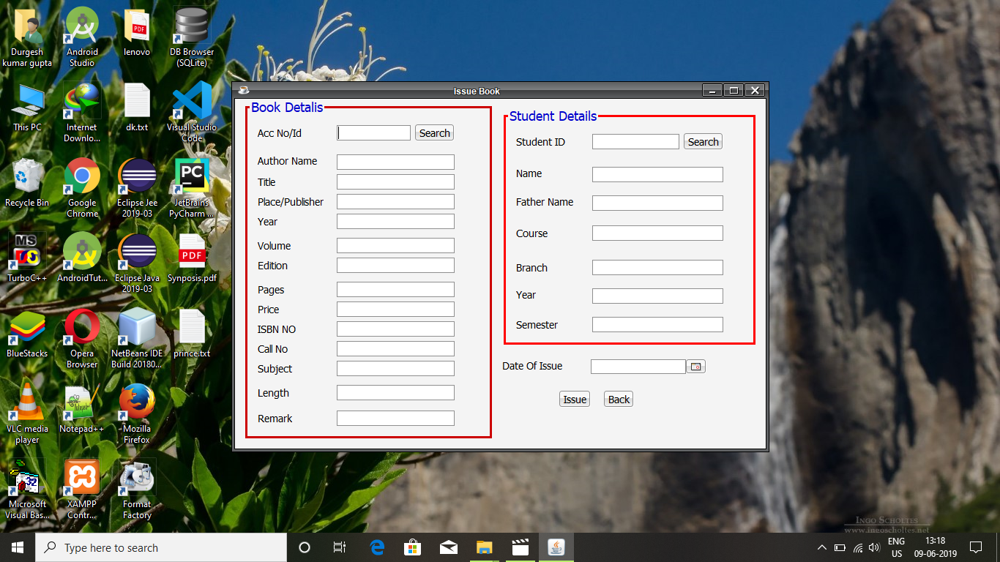 Durgesh
kumar gupta
Android
Studio
lenovo
DB Browser
(SQLite)
This PC
Internet
Downlo...
dk.txt
Visual Studio
Code
Recycle Bin
Google
Chrome
Eclipse Jee
2019-03
PC
JetBrains
PyCharm ...
MS
TurboC++
AndroidTut...
Eclipse Java
2019-03
PDF
Synposis.pdf
BlueStacks
Opera
Browser
NetBeans IDE
Build 20180...
prince.txt
VLC media
player
Notepad++
Mozilla
Firefox
Microsoft
Visual Bas...
XAMPP
Contr...
Format
Factory
Issue Book
Book Detalis
Acc No/Id
Search
Author Name
Title
Place/Publisher
Year
Volume
Edition
Pages
Price
ISBN NO
Call No
Subject
Length
Remark
Student Details
Student ID
Search
Name
Father Name
Course
Branch
Year
Semester
Date Of Issue
Issue
Back
Ingo Scholtes
www.ingoscholtes.net
Type here to search
ENG
US
13:18
09-06-2019